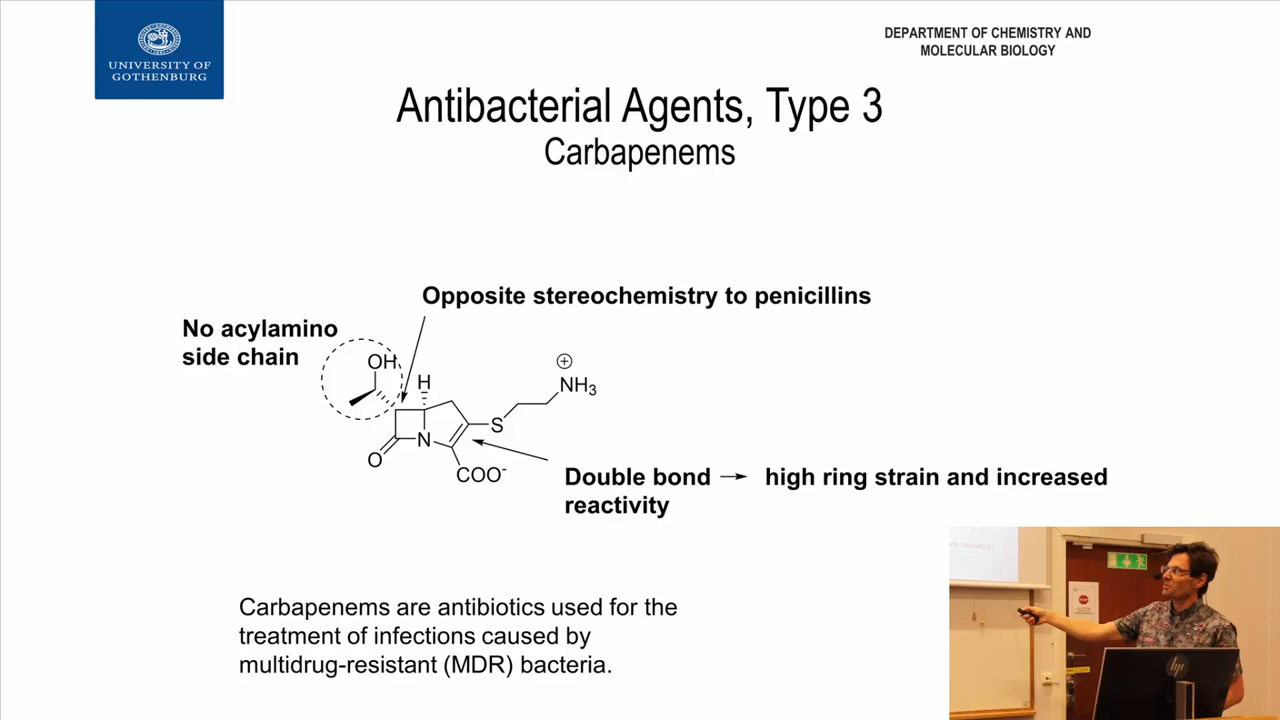 UNIVERSITY OF
GOTHENBURG
DEPARTMENT OF CHEMISTRY AND
MOLECULAR BIOLOGY
Antibacterial Agents, Type 3
Carbapenems
Opposite stereochemistry to penicillins
No acylamino
side chain
OH
H
⊕
NH₃
S
N
O
COO⁻
Double bond → high ring strain and increased
reactivity
Carbapenems are antibiotics used for the
treatment of infections caused by
multidrug-resistant (MDR) bacteria.
STOP
hp